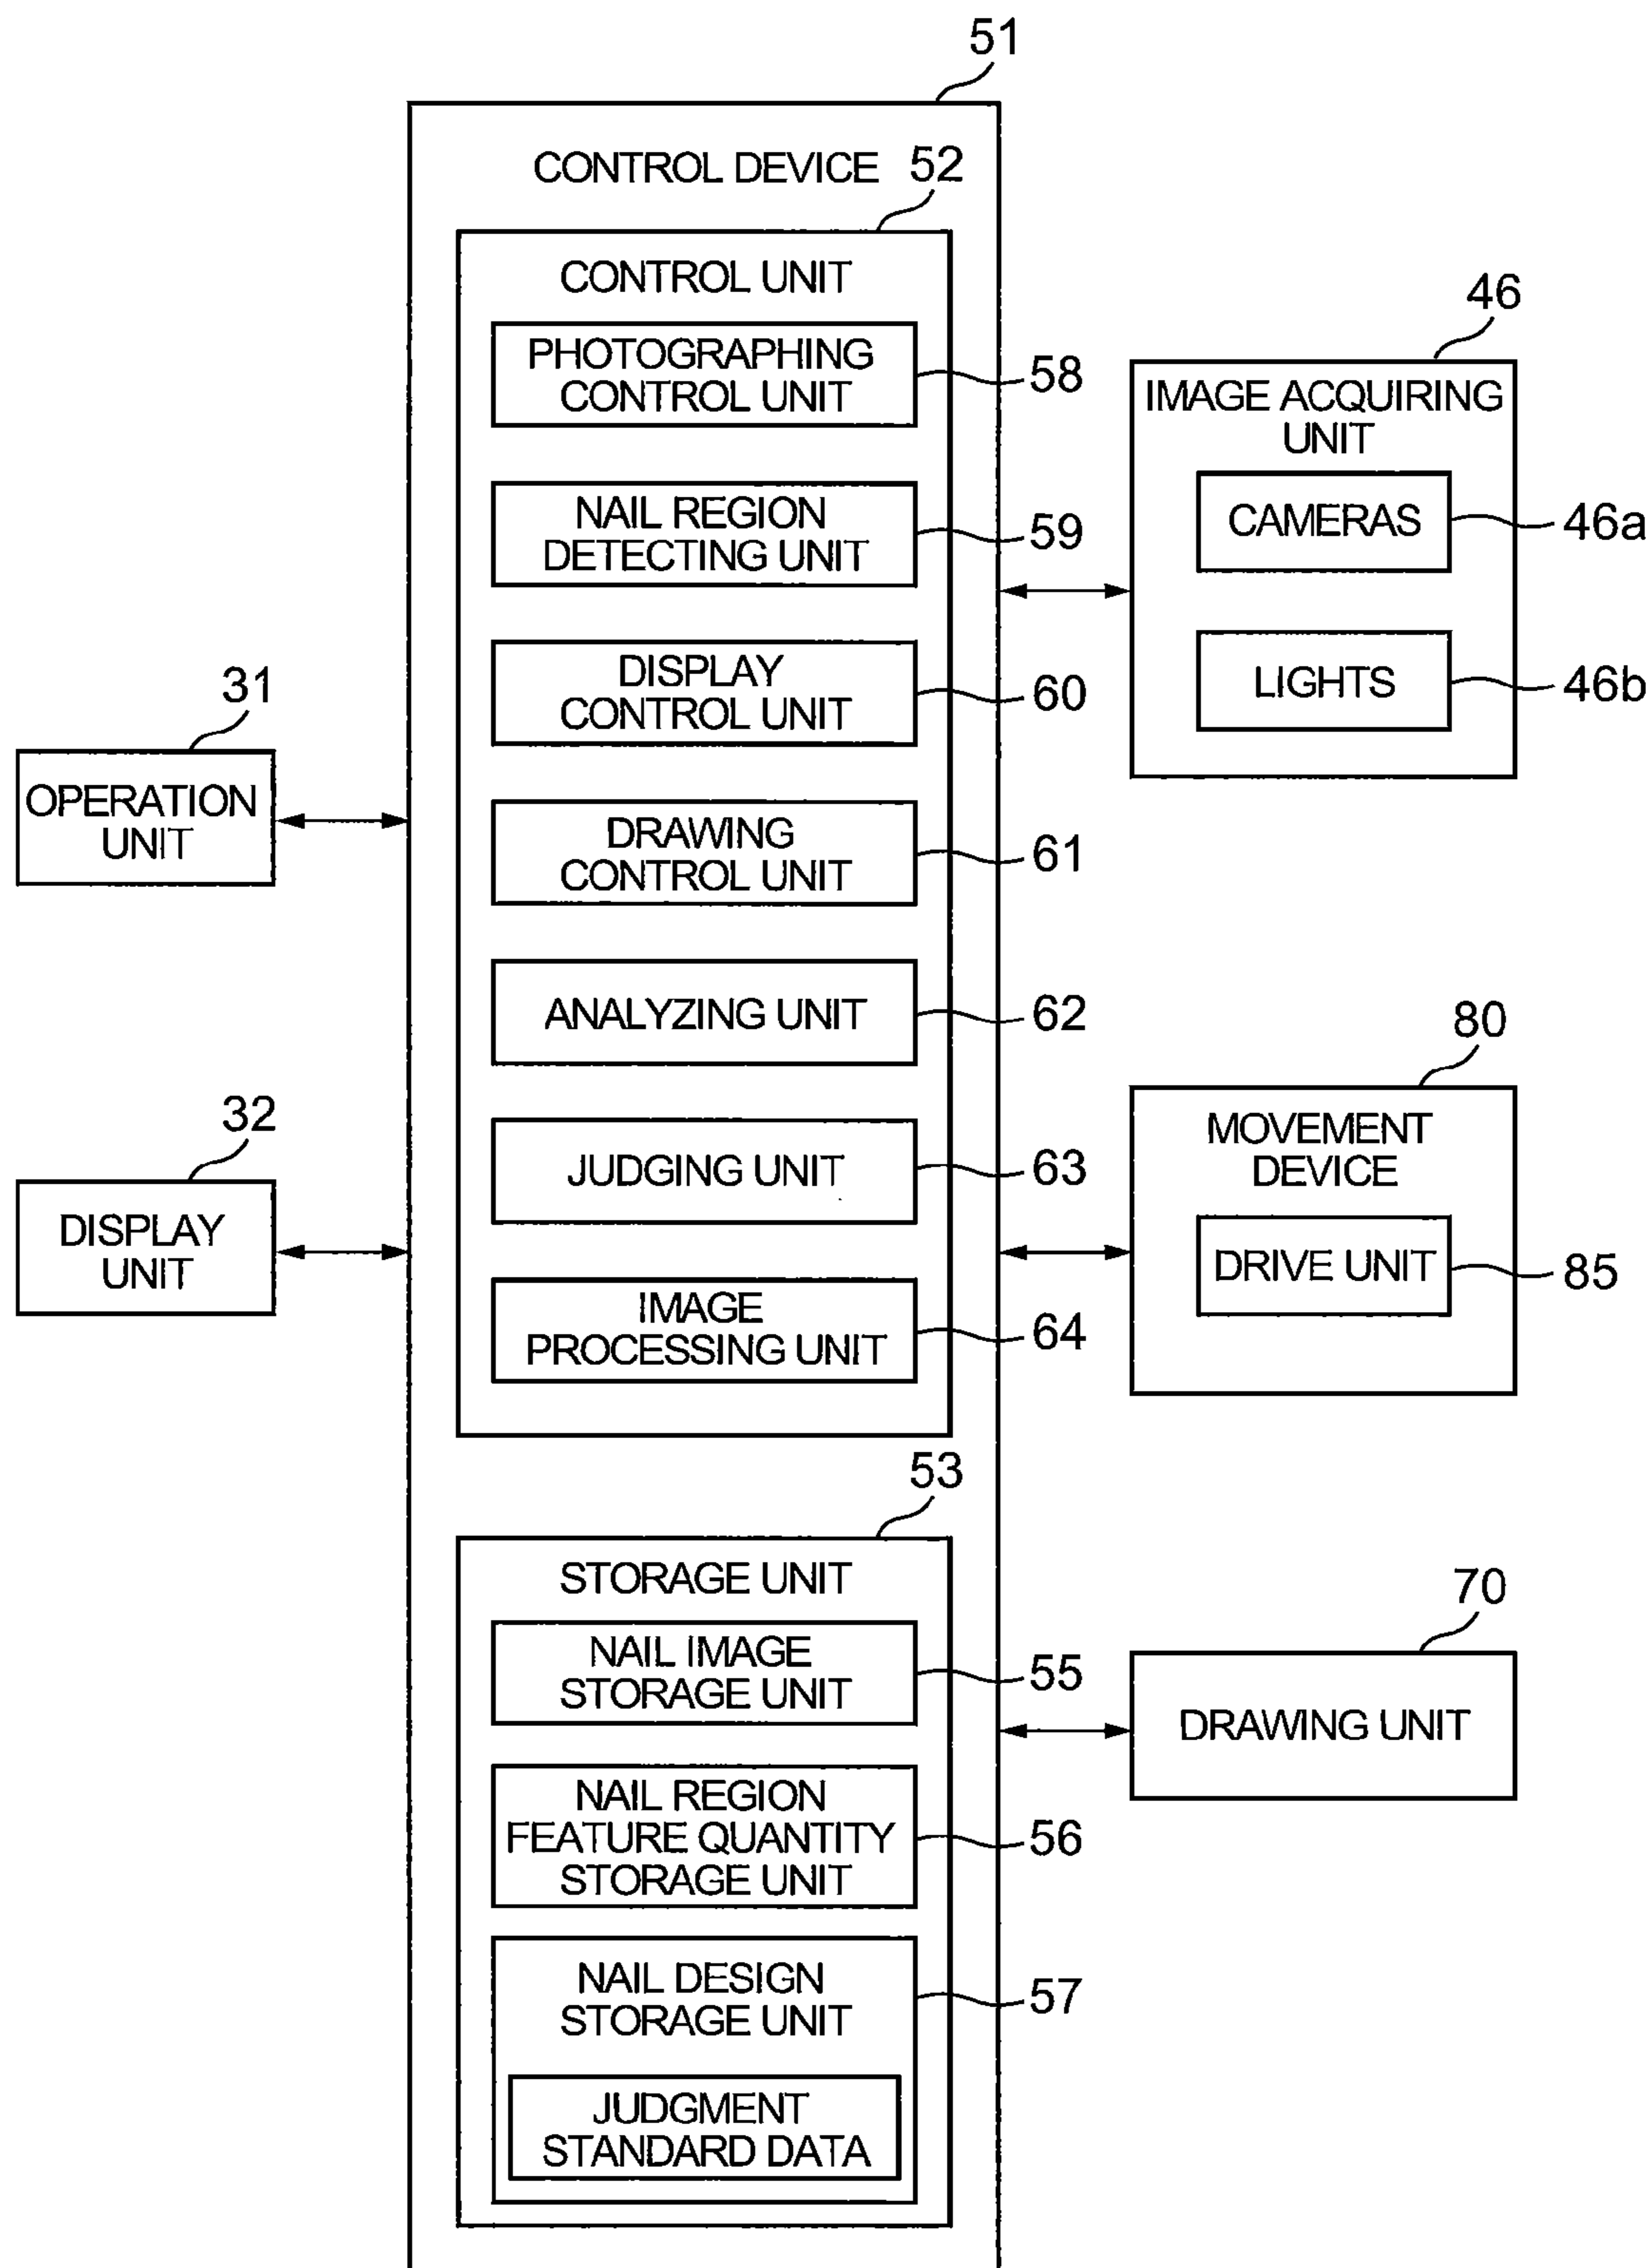 51
CONTROL DEVICE
52
CONTROL UNIT
PHOTOGRAPHING
CONTROL UNIT
58
NAIL REGION
DETECTING UNIT
59
DISPLAY
CONTROL UNIT
60
DRAWING
CONTROL UNIT
61
ANALYZING UNIT
62
JUDGING UNIT
63
IMAGE
PROCESSING UNIT
64
53
STORAGE UNIT
NAIL IMAGE
STORAGE UNIT
55
NAIL REGION
FEATURE QUANTITY
STORAGE UNIT
56
NAIL DESIGN
STORAGE UNIT
57
JUDGMENT
STANDARD DATA
31
OPERATION
UNIT
32
DISPLAY
UNIT
46
IMAGE ACQUIRING
UNIT
CAMERAS
46a
LIGHTS
46b
80
MOVEMENT
DEVICE
DRIVE UNIT
85
70
DRAWING UNIT